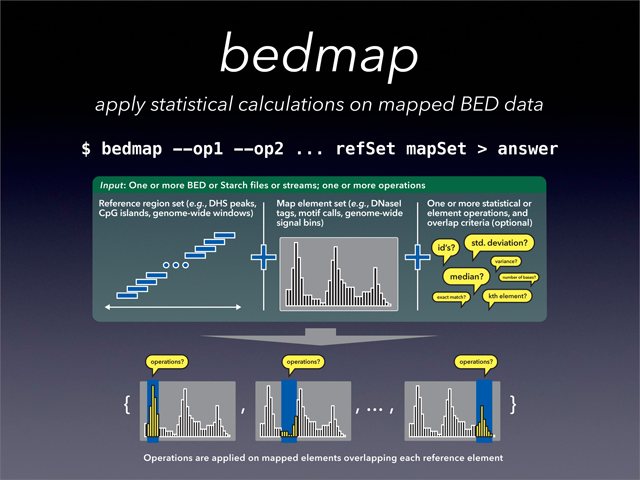 bedmap
apply statistical calculations on mapped BED data
$ bedmap --op1 --op2 ... refSet mapSet > answer
Input: One or more BED or Starch files or streams; one or more operations
Reference region set (e.g., DHS peaks,
CpG islands, genome-wide windows)
Map element set (e.g., DNaseI
tags, motif calls, genome-wide
signal bins)
One or more statistical or
element operations, and
overlap criteria (optional)
id's?
std. deviation?
variance?
median?
number of bases?
exact match?
kth element?
operations?
operations?
operations?
{ , , ... , }
Operations are applied on mapped elements overlapping each reference element